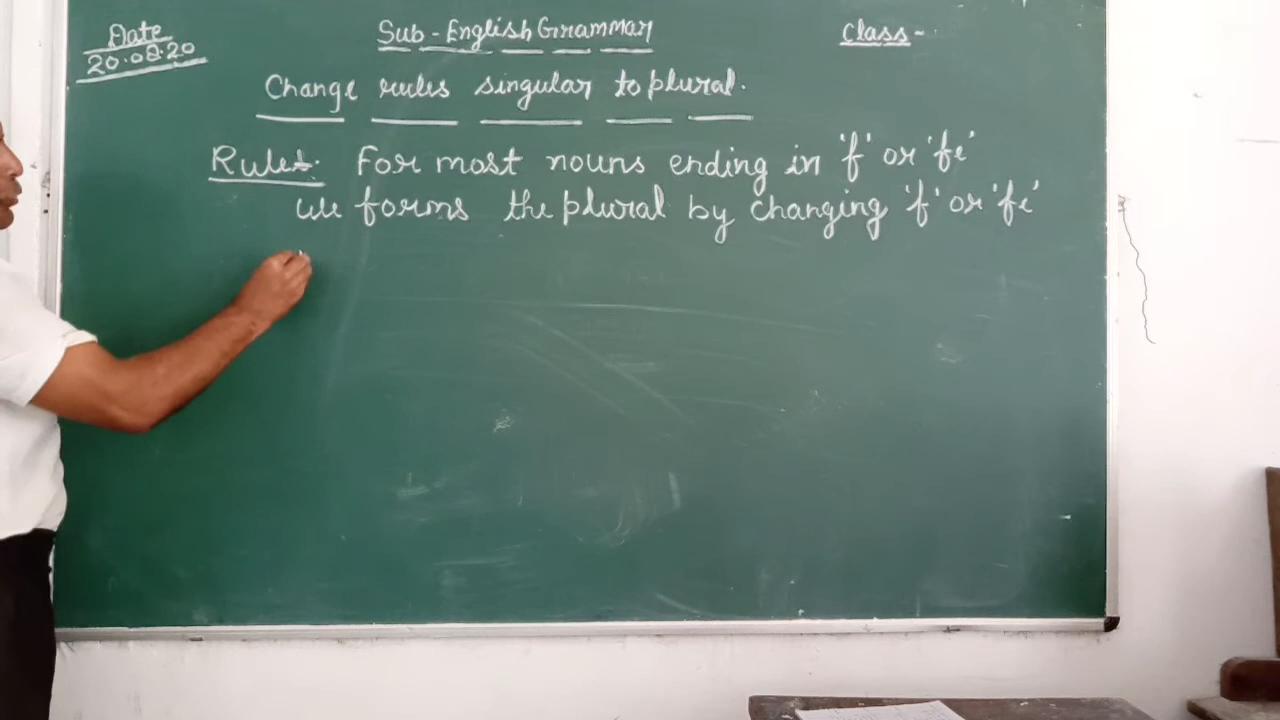 Date
20.08.20
Sub - English Grammar
Class -
Change rules singular to plural.
Rule1: For most nouns ending in 'f' or 'fe'
we forms the plural by changing 'f' or 'fe'